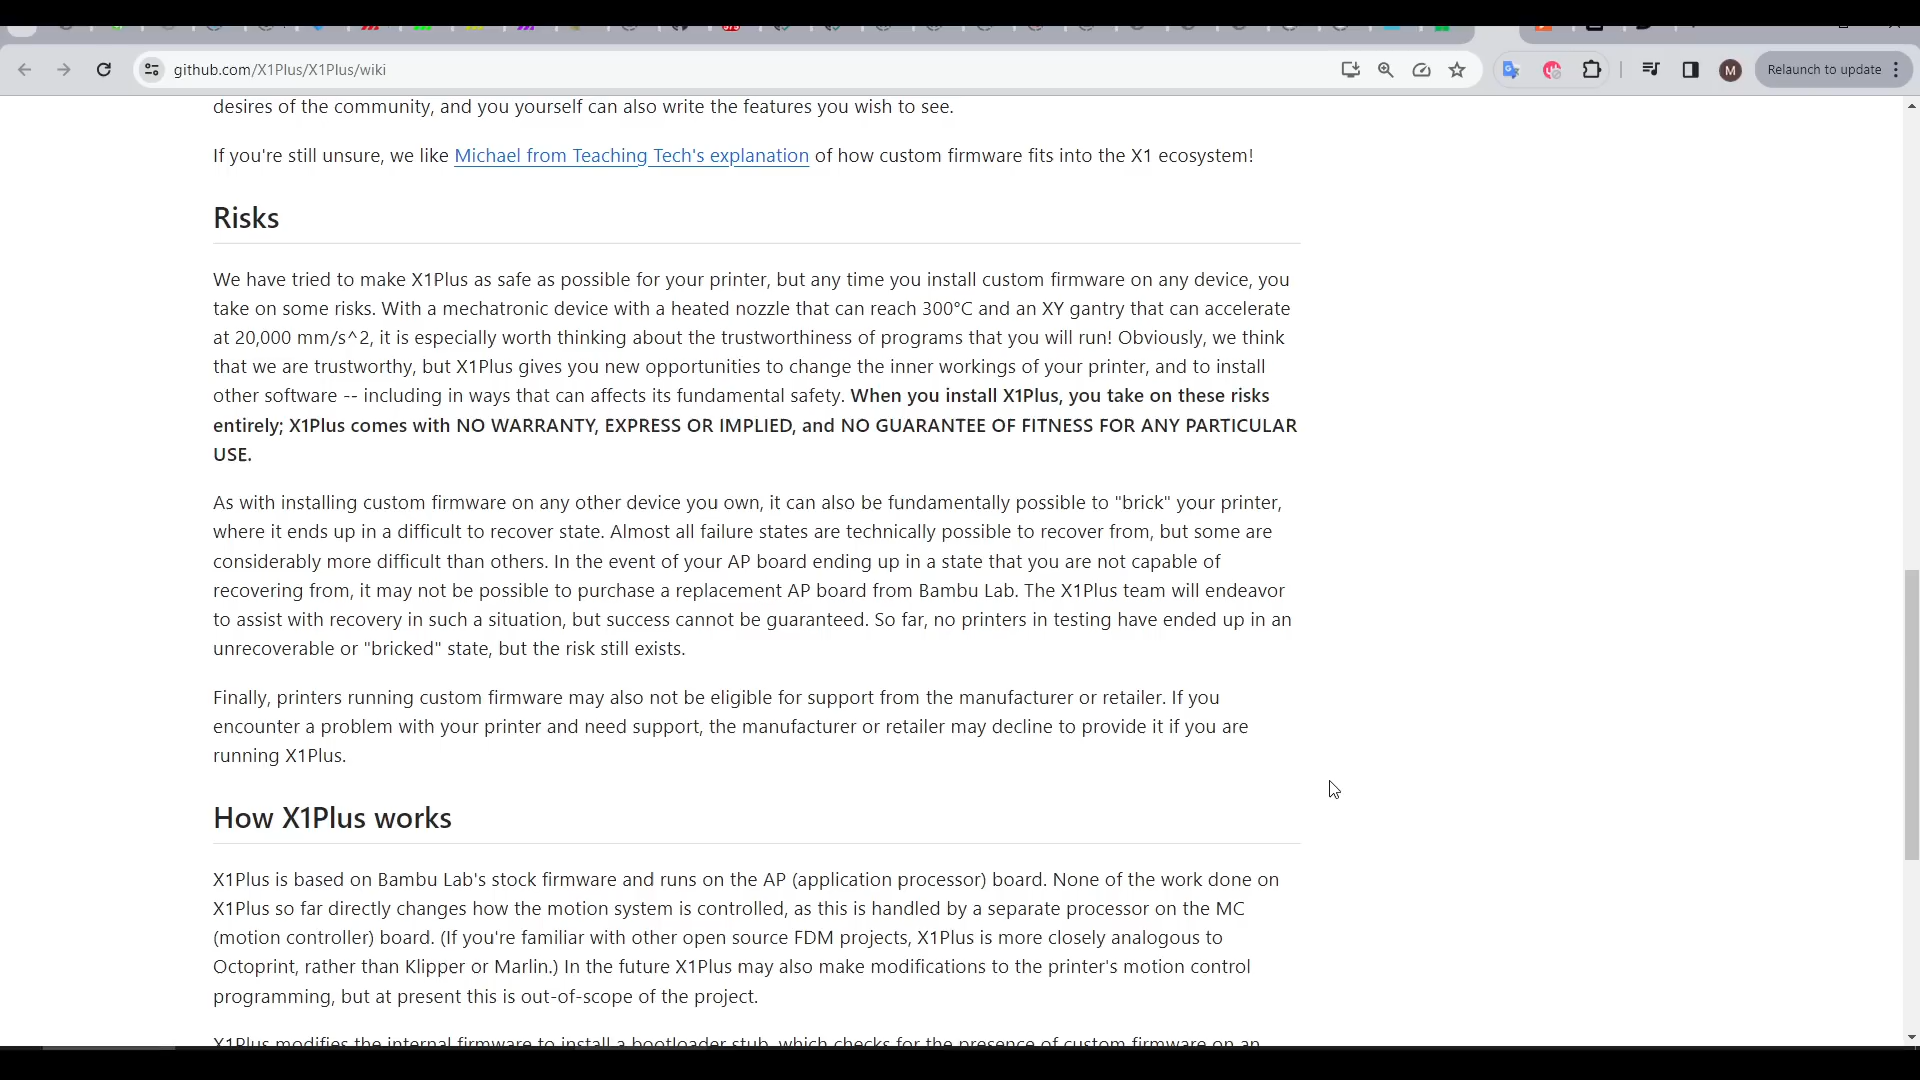 github.com/X1Plus/X1Plus/wiki
M
Relaunch to update
desires of the community, and you yourself can also write the features you wish to see.
If you're still unsure, we like Michael from Teaching Tech's explanation of how custom firmware fits into the X1 ecosystem!
Risks
We have tried to make X1Plus as safe as possible for your printer, but any time you install custom firmware on any device, you
take on some risks. With a mechatronic device with a heated nozzle that can reach 300°C and an XY gantry that can accelerate
at 20,000 mm/s^2, it is especially worth thinking about the trustworthiness of programs that you will run! Obviously, we think
that we are trustworthy, but X1Plus gives you new opportunities to change the inner workings of your printer, and to install
other software -- including in ways that can affects its fundamental safety. When you install X1Plus, you take on these risks
entirely; X1Plus comes with NO WARRANTY, EXPRESS OR IMPLIED, and NO GUARANTEE OF FITNESS FOR ANY PARTICULAR
USE.
As with installing custom firmware on any other device you own, it can also be fundamentally possible to "brick" your printer,
where it ends up in a difficult to recover state. Almost all failure states are technically possible to recover from, but some are
considerably more difficult than others. In the event of your AP board ending up in a state that you are not capable of
recovering from, it may not be possible to purchase a replacement AP board from Bambu Lab. The X1Plus team will endeavor
to assist with recovery in such a situation, but success cannot be guaranteed. So far, no printers in testing have ended up in an
unrecoverable or "bricked" state, but the risk still exists.
Finally, printers running custom firmware may also not be eligible for support from the manufacturer or retailer. If you
encounter a problem with your printer and need support, the manufacturer or retailer may decline to provide it if you are
running X1Plus.
How X1Plus works
X1Plus is based on Bambu Lab's stock firmware and runs on the AP (application processor) board. None of the work done on
X1Plus so far directly changes how the motion system is controlled, as this is handled by a separate processor on the MC
(motion controller) board. (If you're familiar with other open source FDM projects, X1Plus is more closely analogous to
Octoprint, rather than Klipper or Marlin.) In the future X1Plus may also make modifications to the printer's motion control
programming, but at present this is out-of-scope of the project.
X1Plus modifies the internal firmware to install a bootloader stub, which checks for the presence of custom firmware on an